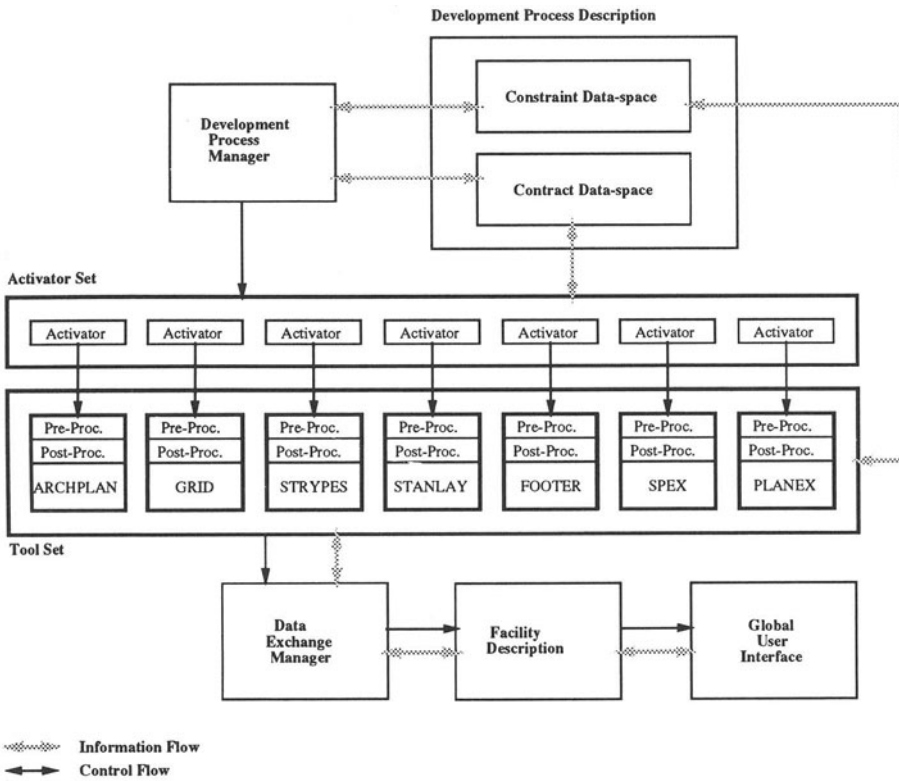 Development Process Description
Constraint Data-space
Development
Process
Manager
Contract Data-space
Activator Set
Activator Activator Activator Activator Activator Activator Activator
Pre-Proc. Pre-Proc. Pre-Proc. Pre-Proc. Pre-Proc. Pre-Proc. Pre-Proc.
Post-Proc. Post-Proc. Post-Proc. Post-Proc. Post-Proc. Post-Proc. Post-Proc.
ARCHPLAN GRID STRYPES STANLAY FOOTER SPEX PLANEX
Tool Set
Data
Exchange
Manager
Facility
Description
Global
User
Interface
Information Flow
Control Flow